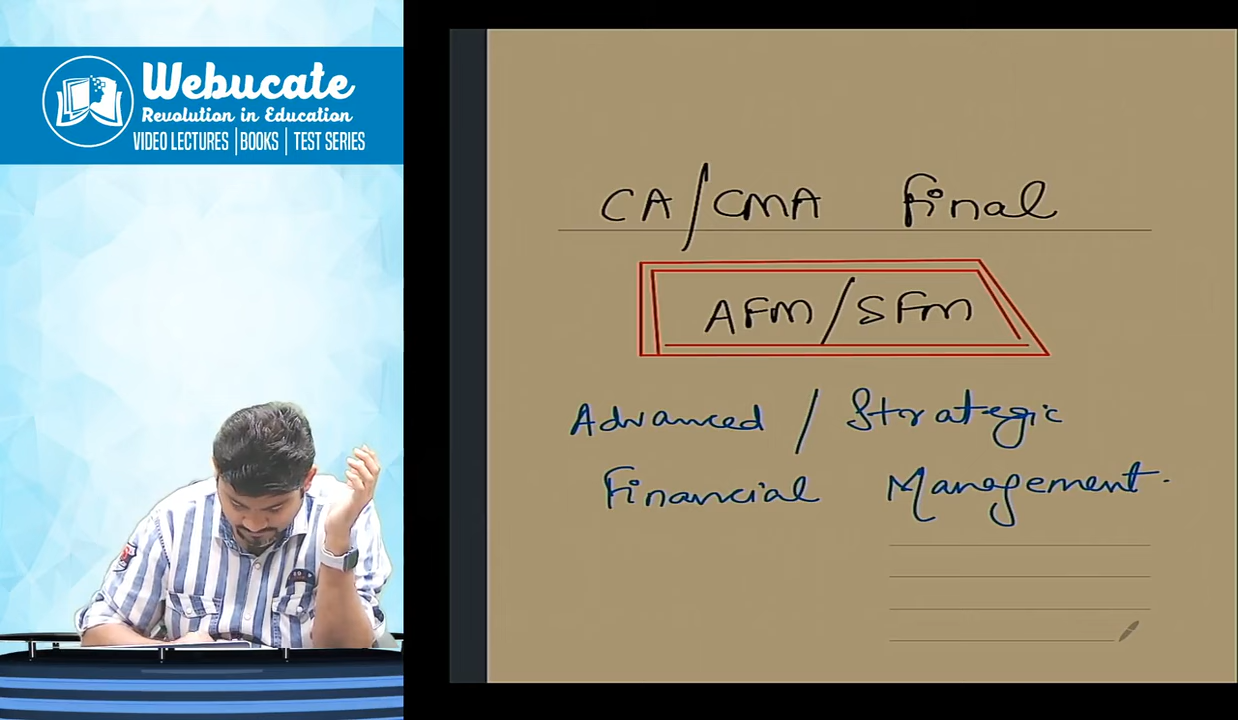 Webucate
Revolution in Education
VIDEO LECTURES | BOOKS | TEST SERIES
CA/CMA Final
AFM/SFM
Advanced / Strategic
Financial Management.